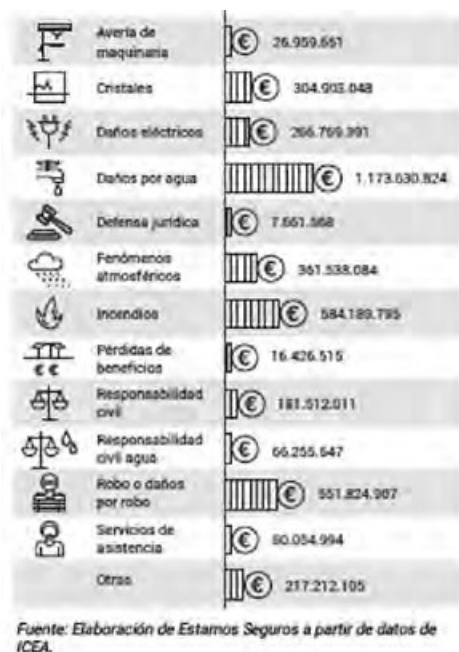 Avería de
maquinaria
€ 26.959.661
Cristales
€ 304.903.048
Daños eléctricos
€ 266.769.391
Daños por agua
€ 1.173.630.824
Defensa jurídica
€ 7.661.568
Fenómenos
atmosféricos
€ 361.538.084
Incendios
€ 584.189.795
€ €
Pérdidas de
beneficios
€ 16.426.515
Responsabilidad
civil
€ 181.512.011
Responsabilidad
civil agua
€ 66.255.647
Robo o daños
por robo
€ 551.824.907
Servicios de
asistencia
€ 60.054.994
Otros
€ 217.212.105
Fuente: Elaboración de Estamos Seguros a partir de datos de
ICEA.